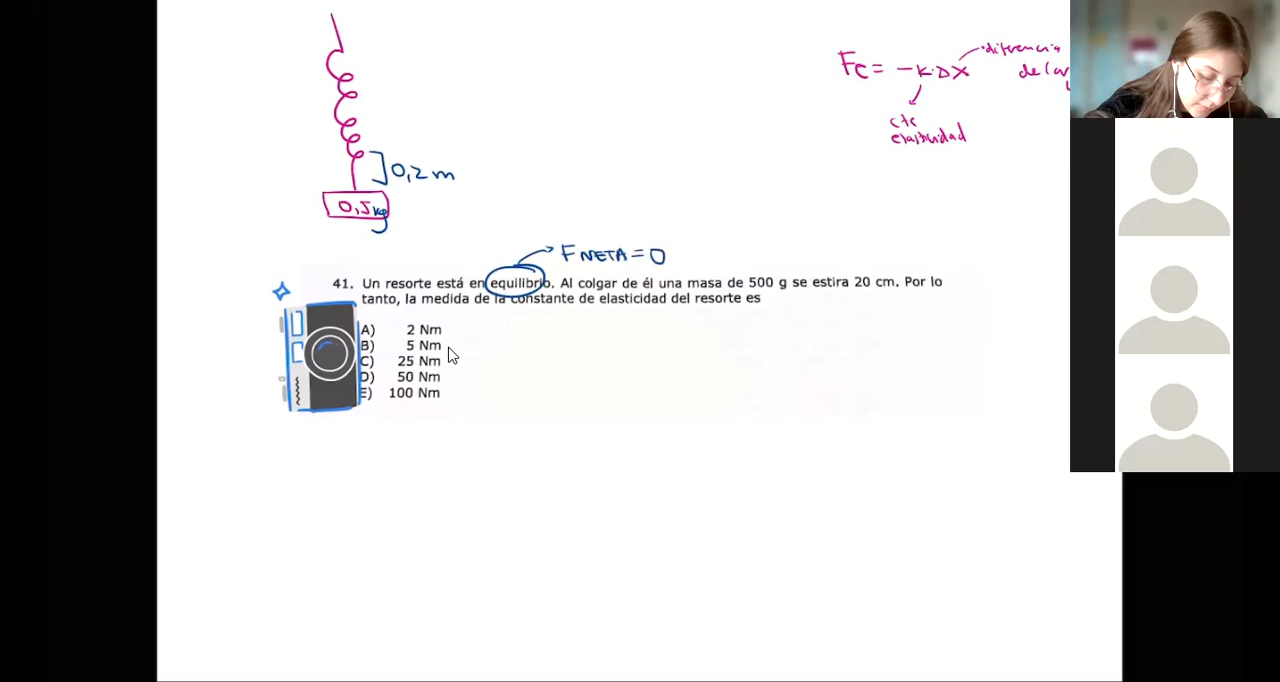 Fc = -K·ΔX
diferencia
de
cte
elasticidad
0,2 m
0,5 kg
F NETA = 0
41. Un resorte está en equilibrio. Al colgar de él una masa de 500 g se estira 20 cm. Por lo
tanto, la medida de la constante de elasticidad del resorte es
A) 2 Nm
B) 5 Nm
C) 25 Nm
D) 50 Nm
E) 100 Nm